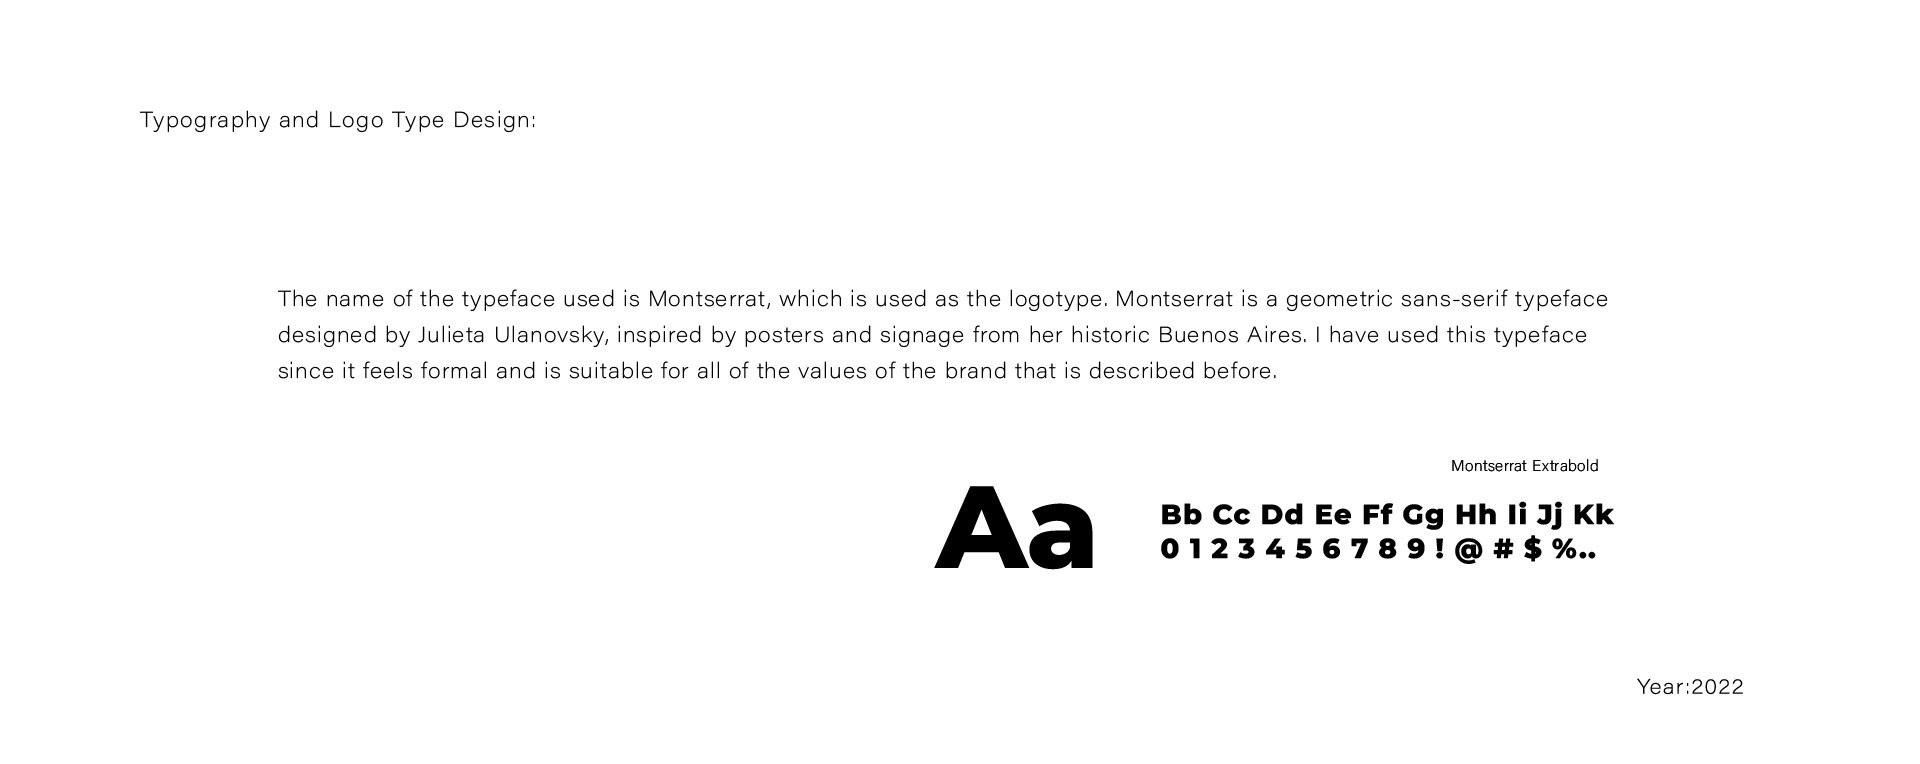 Typography and Logo Type Design:
The name of the typeface used is Montserrat, which is used as the logotype. Montserrat is a geometric sans-serif typeface
designed by Julieta Ulanovsky, inspired by posters and signage from her historic Buenos Aires. I have used this typeface
since it feels formal and is suitable for all of the values of the brand that is described before.
Montserrat Extrabold
Aa
Bb Cc Dd Ee Ff Gg Hh Ii Jj Kk
0 1 2 3 4 5 6 7 8 9 ! @ # $ %..
Year:2022